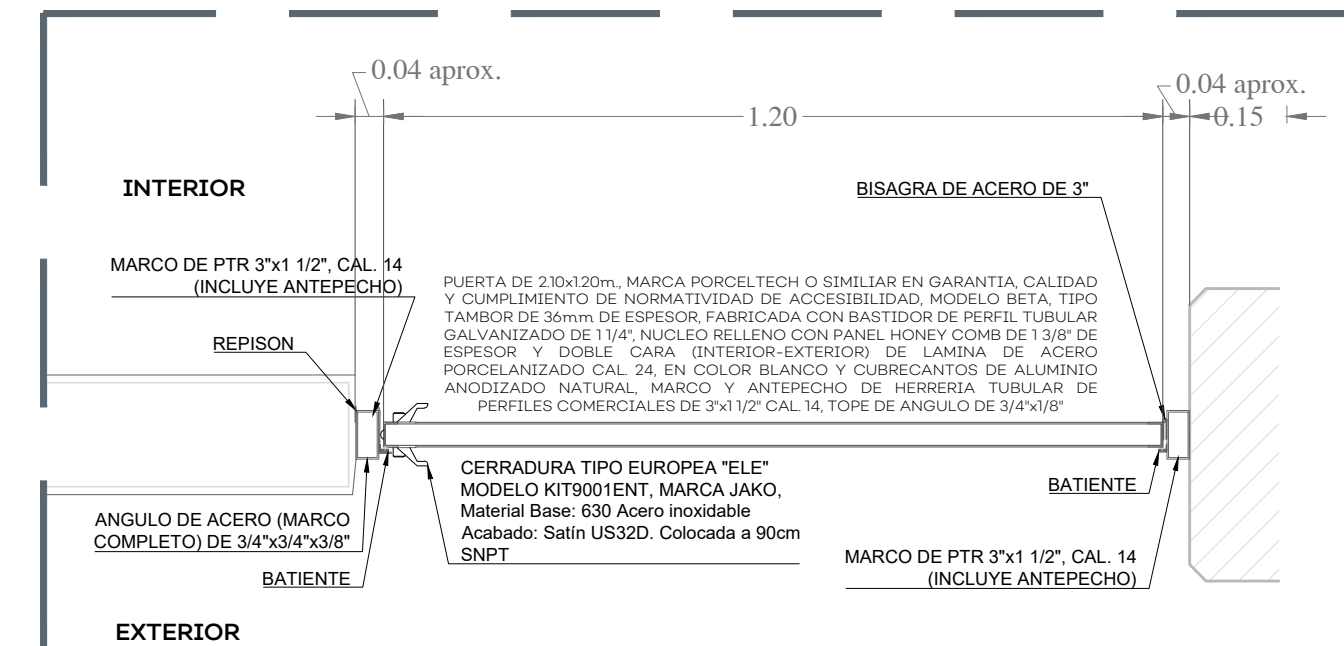 0.04 aprox.
0.04 aprox.
1.20
0.15
INTERIOR
BISAGRA DE ACERO DE 3"
MARCO DE PTR 3"x1 1/2", CAL. 14
(INCLUYE ANTEPECHO)
PUERTA DE 2.10x1.20m., MARCA PORCELTECH O SIMILIAR EN GARANTIA, CALIDAD
Y CUMPLIMIENTO DE NORMATIVIDAD DE ACCESIBILIDAD, MODELO BETA, TIPO
TAMBOR DE 36mm DE ESPESOR, FABRICADA CON BASTIDOR DE PERFIL TUBULAR
GALVANIZADO DE 1 1/4", NUCLEO RELLENO CON PANEL HONEY COMB DE 1 3/8" DE
ESPESOR Y DOBLE CARA (INTERIOR-EXTERIOR) DE LAMINA DE ACERO
PORCELANIZADO CAL. 24, EN COLOR BLANCO Y CUBRECANTOS DE ALUMINIO
ANODIZADO NATURAL, MARCO Y ANTEPECHO DE HERRERIA TUBULAR DE
PERFILES COMERCIALES DE 3"x1 1/2" CAL. 14, TOPE DE ANGULO DE 3/4"x1/8"
REPISON
CERRADURA TIPO EUROPEA "ELE"
MODELO KIT9001ENT, MARCA JAKO,
Material Base: 630 Acero inoxidable
Acabado: Satín US32D. Colocada a 90cm
SNPT
BATIENTE
ANGULO DE ACERO (MARCO
COMPLETO) DE 3/4"x3/4"x3/8"
BATIENTE
MARCO DE PTR 3"x1 1/2", CAL. 14
(INCLUYE ANTEPECHO)
EXTERIOR